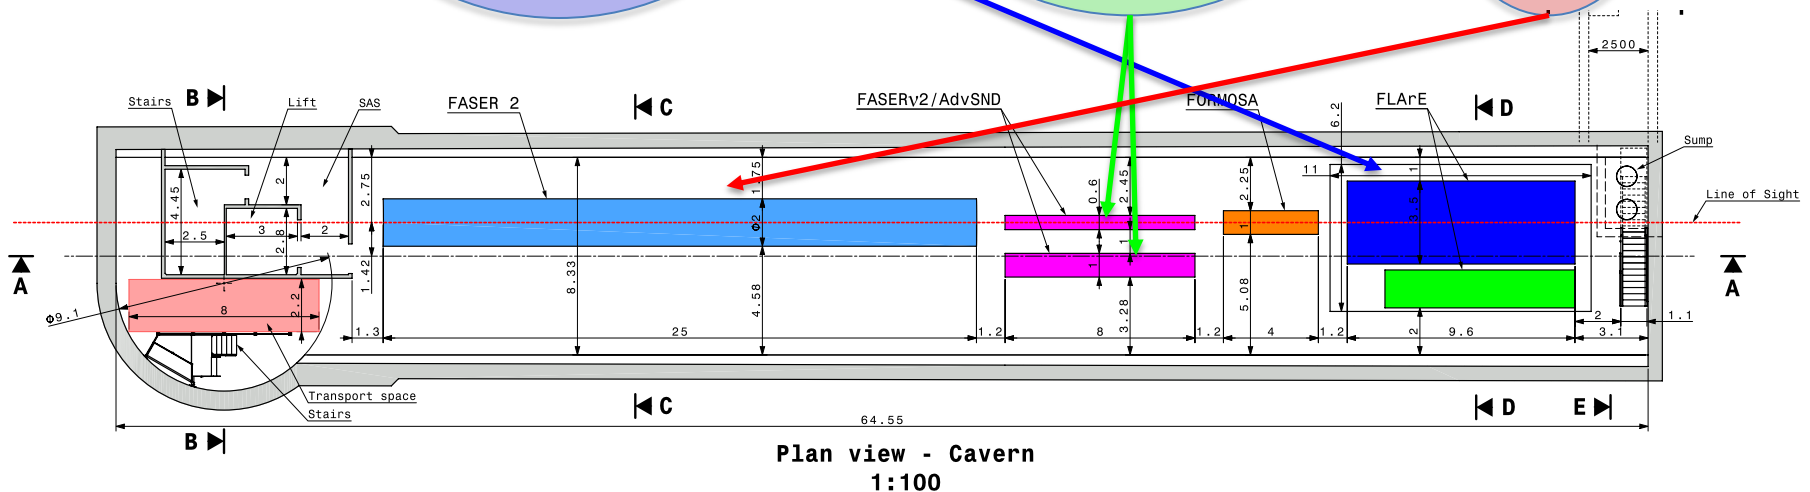 2500
B
C
D
Stairs
Lift
SAS
FASER 2
FASERν2/AdvSND
FORMOSA
FLArE
6.2
Sump
Line of Sight
4.45
2
2.75
1.75
0.6
2.45
2.25
11
1
3.5
2.5
3
2.8
2
Φ2
1
1
1
A
A
1.42
8.33
4.58
3.28
5.08
2
Φ9.1
8
2.2
1.3
25
1.2
8
1.2
4
1.2
9.6
2
3.1
1.1
Transport space
Stairs
B
C
D
E
64.55
Plan view - Cavern
1:100